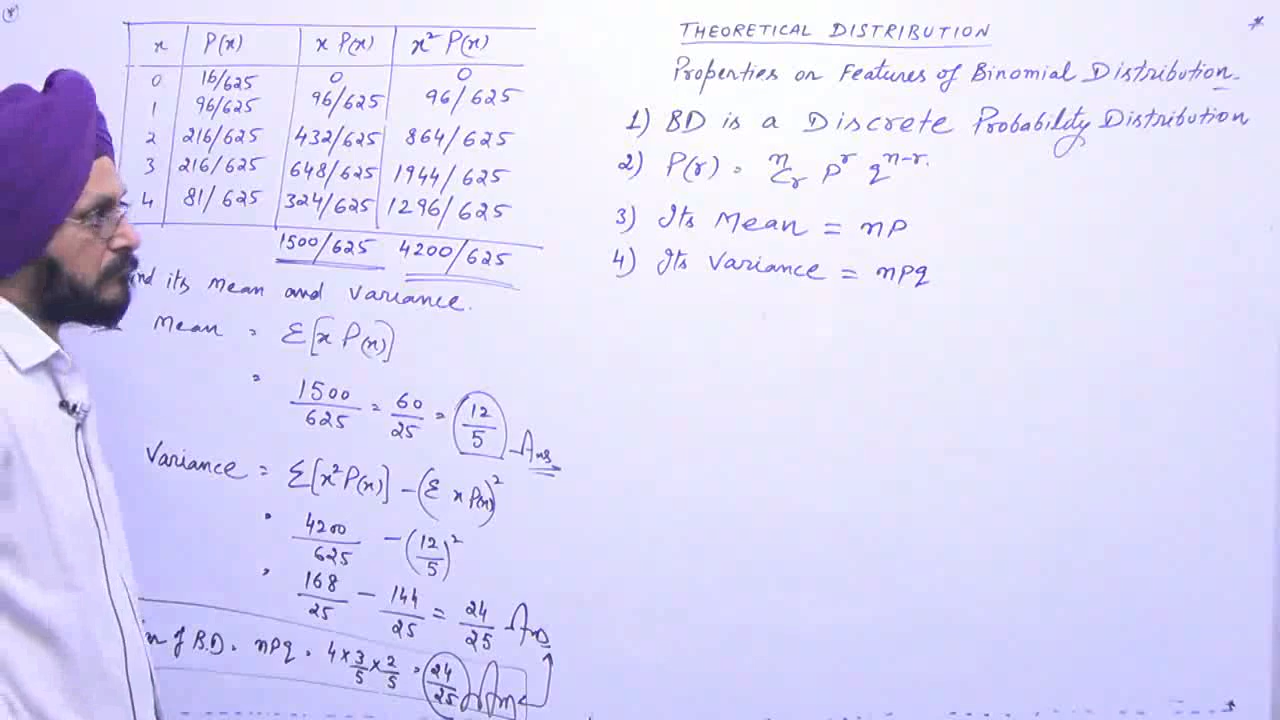 x P(x) x P(x) x² P(x)
0 16/625 0 0
1 96/625 96/625 96/625
2 216/625 432/625 864/625
3 216/625 648/625 1944/625
4 81/625 324/625 1296/625
1500/625 4200/625
nd its mean and Variance.
Mean = Σ[x P(x)]
= 1500/625 = 60/25 = 12/5 Ans
Variance = Σ[x² P(x)] - (Σ x P(x))²
= 4200/625 - (12/5)²
= 168/25 - 144/25 = 24/25 Ans
n of B.D. = npq = 4 × 3/5 × 2/5 = 24/25 Ans
THEORETICAL DISTRIBUTION
Properties or Features of Binomial Distribution.
1) BD is a Discrete Probability Distribution
2) P(r) = ⁿCᵣ pʳ qⁿ⁻ʳ.
3) Its Mean = np
4) Its Variance = npq